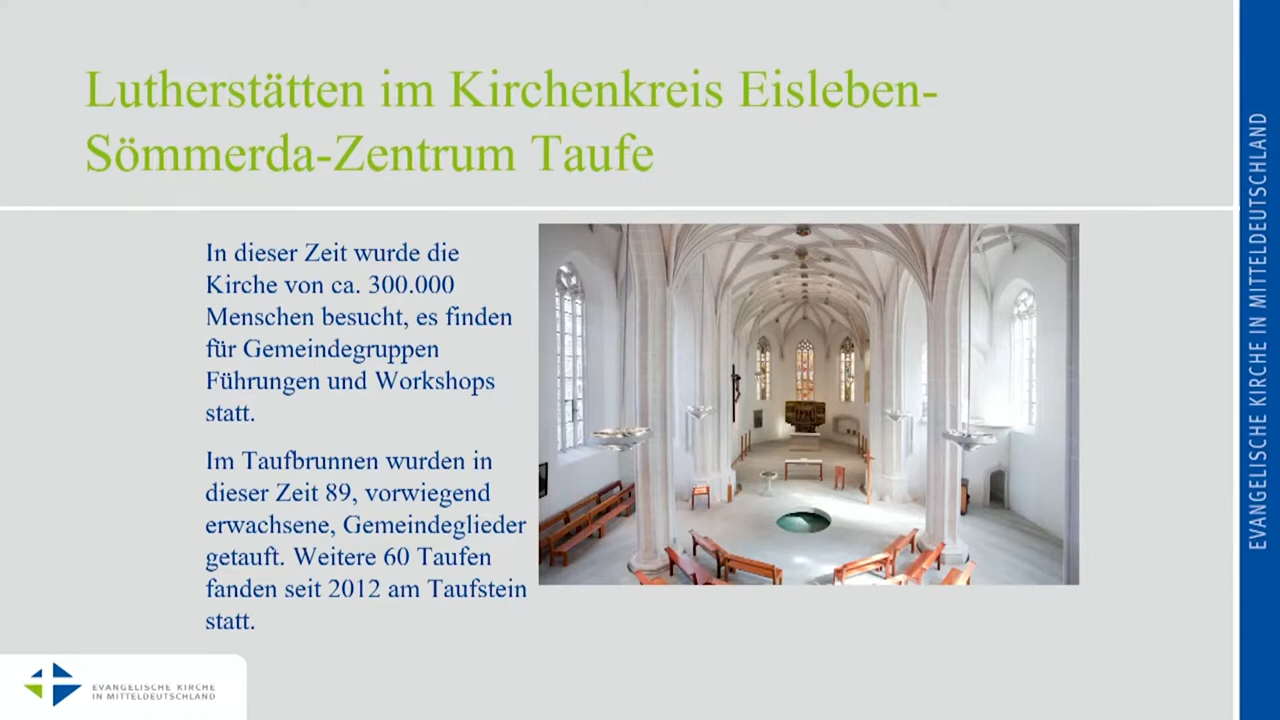 Lutherstätten im Kirchenkreis Eisleben-
Sömmerda-Zentrum Taufe
In dieser Zeit wurde die
Kirche von ca. 300.000
Menschen besucht, es finden
für Gemeindegruppen
Führungen und Workshops
statt.
Im Taufbrunnen wurden in
dieser Zeit 89, vorwiegend
erwachsene, Gemeindeglieder
getauft. Weitere 60 Taufen
fanden seit 2012 am Taufstein
statt.
EVANGELISCHE KIRCHE
IN MITTELDEUTSCHLAND
EVANGELISCHE KIRCHE IN MITTELDEUTSCHLAND